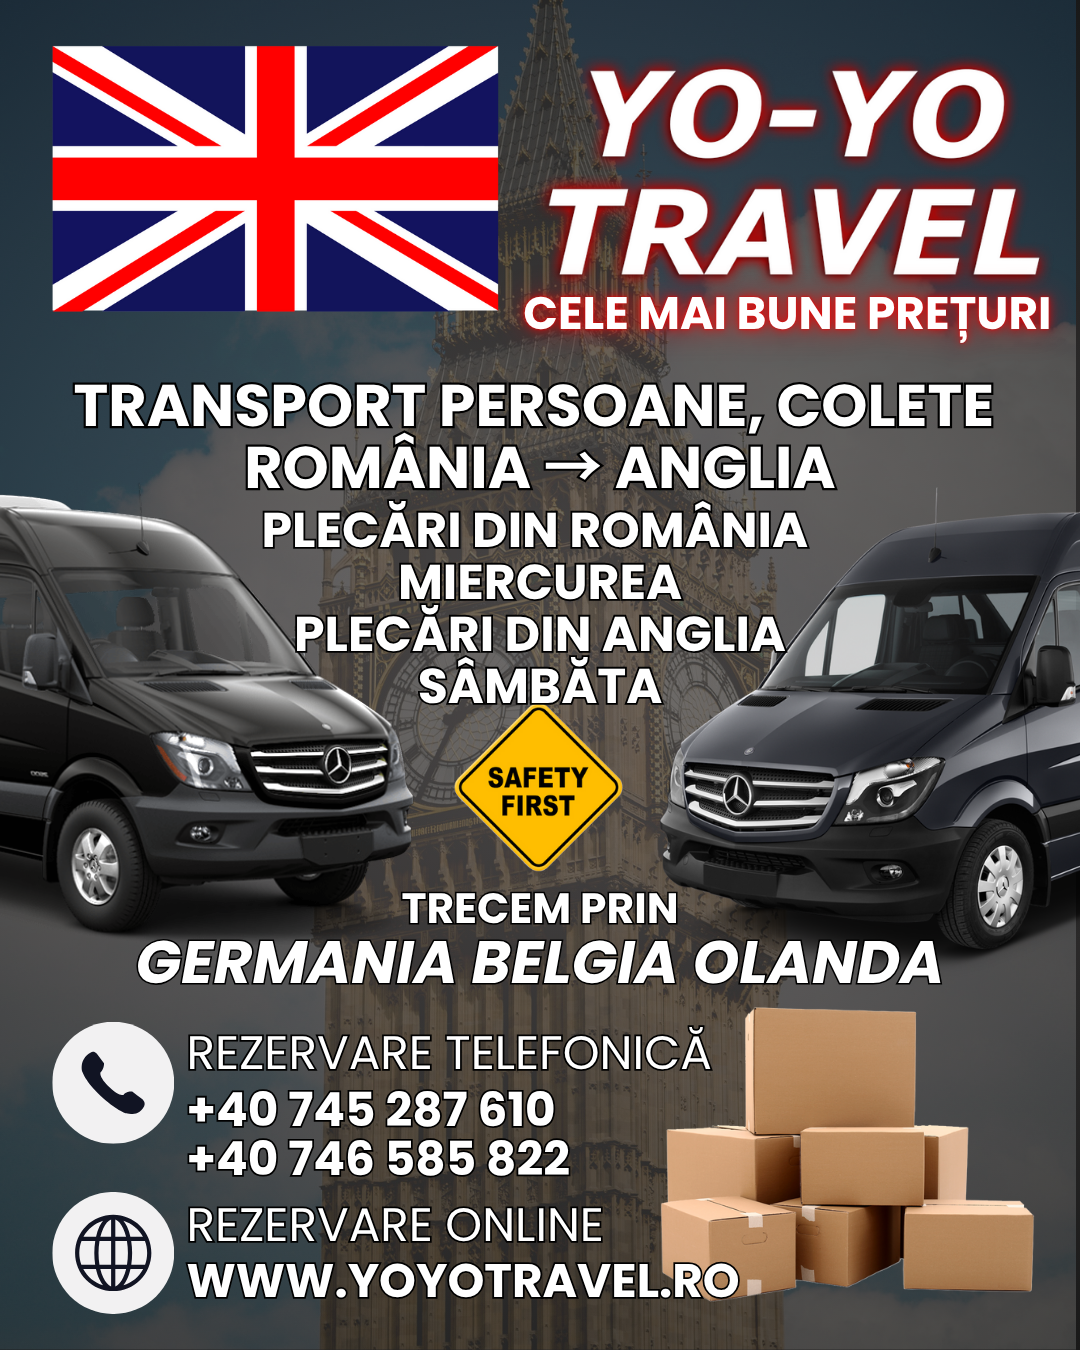 YO-YO
TRAVEL
CELE MAI BUNE PREȚURI
TRANSPORT PERSOANE, COLETE
ROMÂNIA → ANGLIA
PLECĂRI DIN ROMÂNIA
MIERCUREA
PLECĂRI DIN ANGLIA
SÂMBĂTA
SAFETY
FIRST
TRECEM PRIN
GERMANIA BELGIA OLANDA
REZERVARE TELEFONICĂ
+40 745 287 610
+40 746 585 822
REZERVARE ONLINE
WWW.YOYOTRAVEL.RO